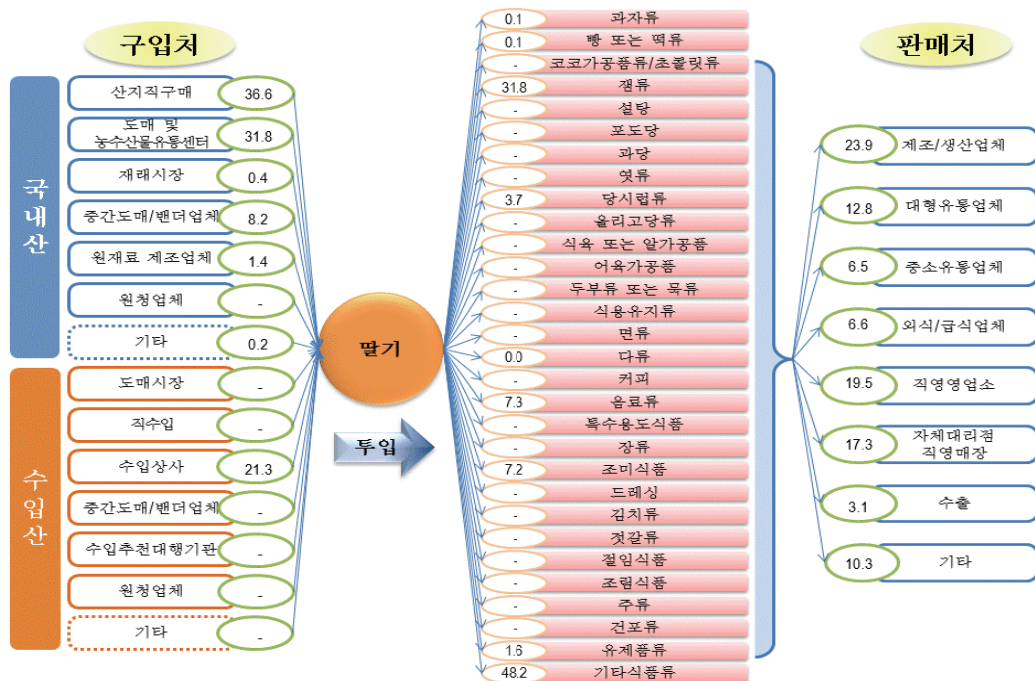 구입처
국내산
산지직구매 36.6
도매 및
농수산물유통센터 31.8
재래시장 0.4
중간도매/밴더업체 8.2
원재료 제조업체 1.4
원청업체 -
기타 0.2
수입산
도매시장 -
직수입 -
수입상사 21.3
중간도매/밴더업체 -
수입추천대행기관 -
원청업체 -
기타 -
딸기
투입
0.1 과자류
0.1 빵 또는 떡류
- 코코가공품류/초콜릿류
31.8 잼류
- 설탕
- 포도당
- 과당
- 엿류
3.7 당시럽류
- 올리고당류
- 식육 또는 알가공품
- 어육가공품
- 두부류 또는 묵류
- 식용유지류
- 면류
0.0 다류
- 커피
7.3 음료류
- 특수용도식품
- 장류
7.2 조미식품
- 드레싱
- 김치류
- 젓갈류
- 절임식품
- 조림식품
- 주류
- 건포류
1.6 유제품류
48.2 기타식품류
판매처
23.9 제조/생산업체
12.8 대형유통업체
6.5 중소유통업체
6.6 외식/급식업체
19.5 직영영업소
17.3 자체대리점
직영매장
3.1 수출
10.3 기타